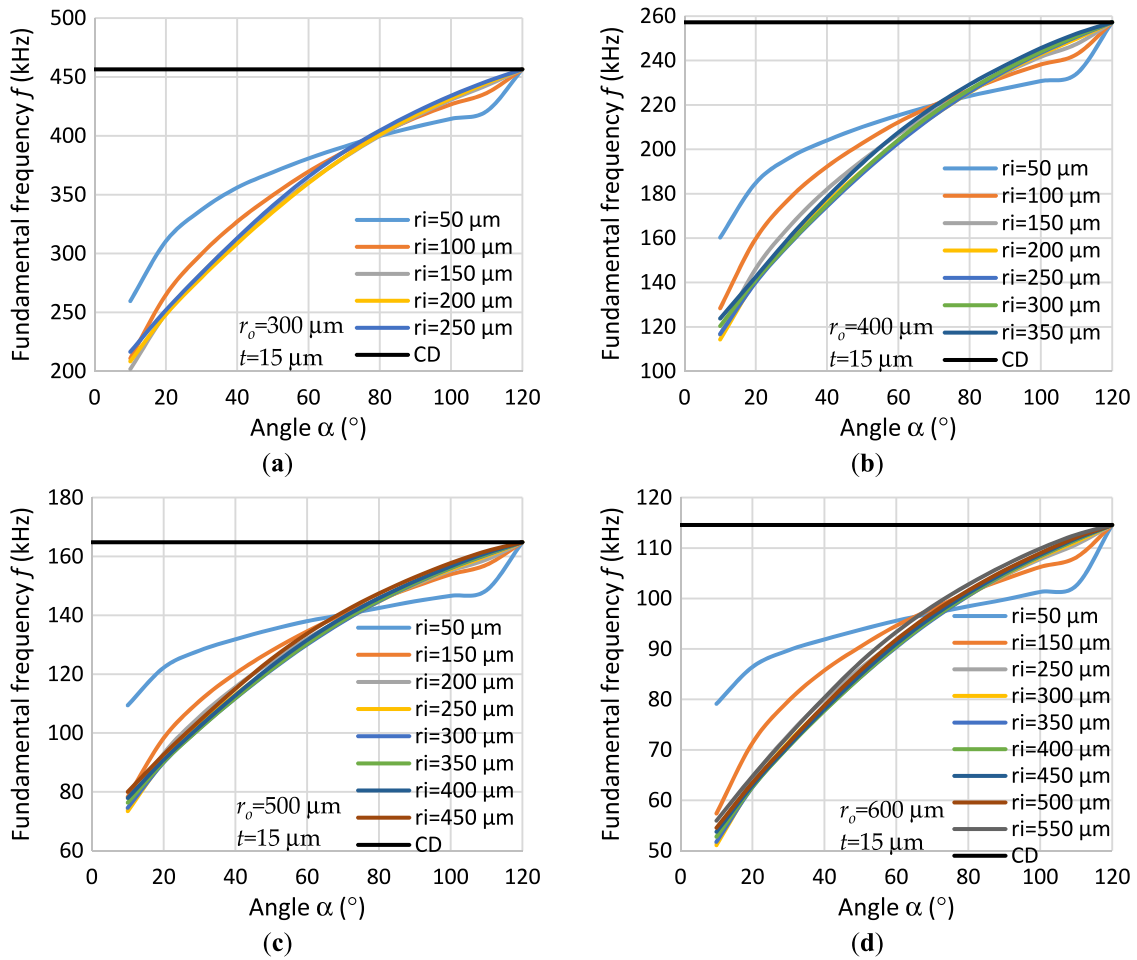 500
450
400
350
300
250
200
0 20 40 60 80 100 120
Fundamental frequency f (kHz)
Angle α (°)
ri=50 µm
ri=100 µm
ri=150 µm
ri=200 µm
ri=250 µm
CD
rₒ=300 µm
t=15 µm
(a)
260
240
220
200
180
160
140
120
100
0 20 40 60 80 100 120
Fundamental frequency f (kHz)
Angle α (°)
ri=50 µm
ri=100 µm
ri=150 µm
ri=200 µm
ri=250 µm
ri=300 µm
ri=350 µm
CD
rₒ=400 µm
t=15 µm
(b)
180
160
140
120
100
80
60
0 20 40 60 80 100 120
Fundamental frequency f (kHz)
Angle α (°)
ri=50 µm
ri=150 µm
ri=200 µm
ri=250 µm
ri=300 µm
ri=350 µm
ri=400 µm
ri=450 µm
CD
rₒ=500 µm
t=15 µm
(c)
120
110
100
90
80
70
60
50
0 20 40 60 80 100 120
Fundamental frequency f (kHz)
Angle α (°)
ri=50 µm
ri=150 µm
ri=250 µm
ri=300 µm
ri=350 µm
ri=400 µm
ri=450 µm
ri=500 µm
ri=550 µm
CD
rₒ=600 µm
t=15 µm
(d)